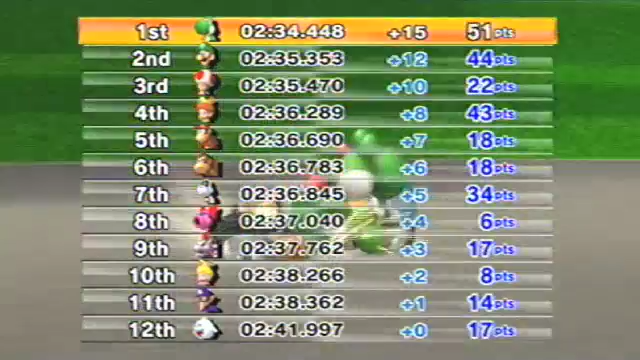 1st 02:34.448 +15 51pts
2nd 02:35.353 +12 44pts
3rd 02:35.470 +10 22pts
4th 02:36.289 +8 43pts
5th 02:36.690 +7 18pts
6th 02:36.783 +6 18pts
7th 02:36.845 +5 34pts
8th 02:37.040 +4 6pts
9th 02:37.762 +3 17pts
10th 02:38.266 +2 8pts
11th 02:38.362 +1 14pts
12th 02:41.997 +0 17pts